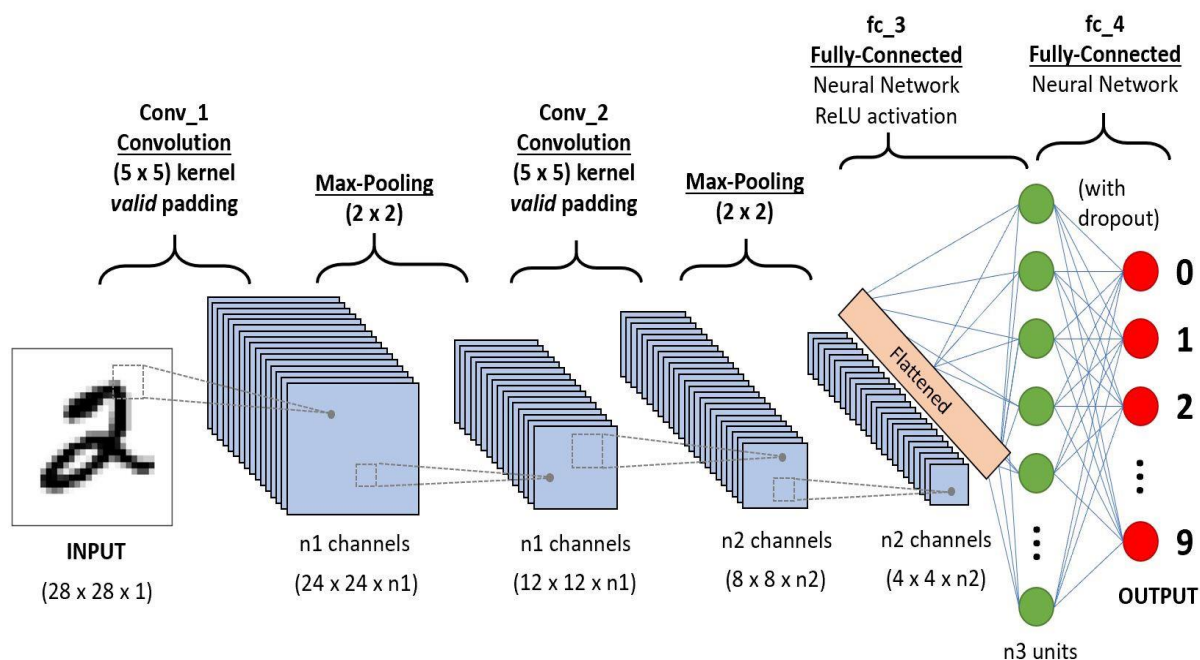 Conv_1
Convolution
(5 x 5) kernel
valid padding
Max-Pooling
(2 x 2)
Conv_2
Convolution
(5 x 5) kernel
valid padding
Max-Pooling
(2 x 2)
fc_3
Fully-Connected
Neural Network
ReLU activation
fc_4
Fully-Connected
Neural Network
(with
dropout)
Flattened
0
1
2
9
OUTPUT
INPUT
(28 x 28 x 1)
n1 channels
(24 x 24 x n1)
n1 channels
(12 x 12 x n1)
n2 channels
(8 x 8 x n2)
n2 channels
(4 x 4 x n2)
n3 units
2